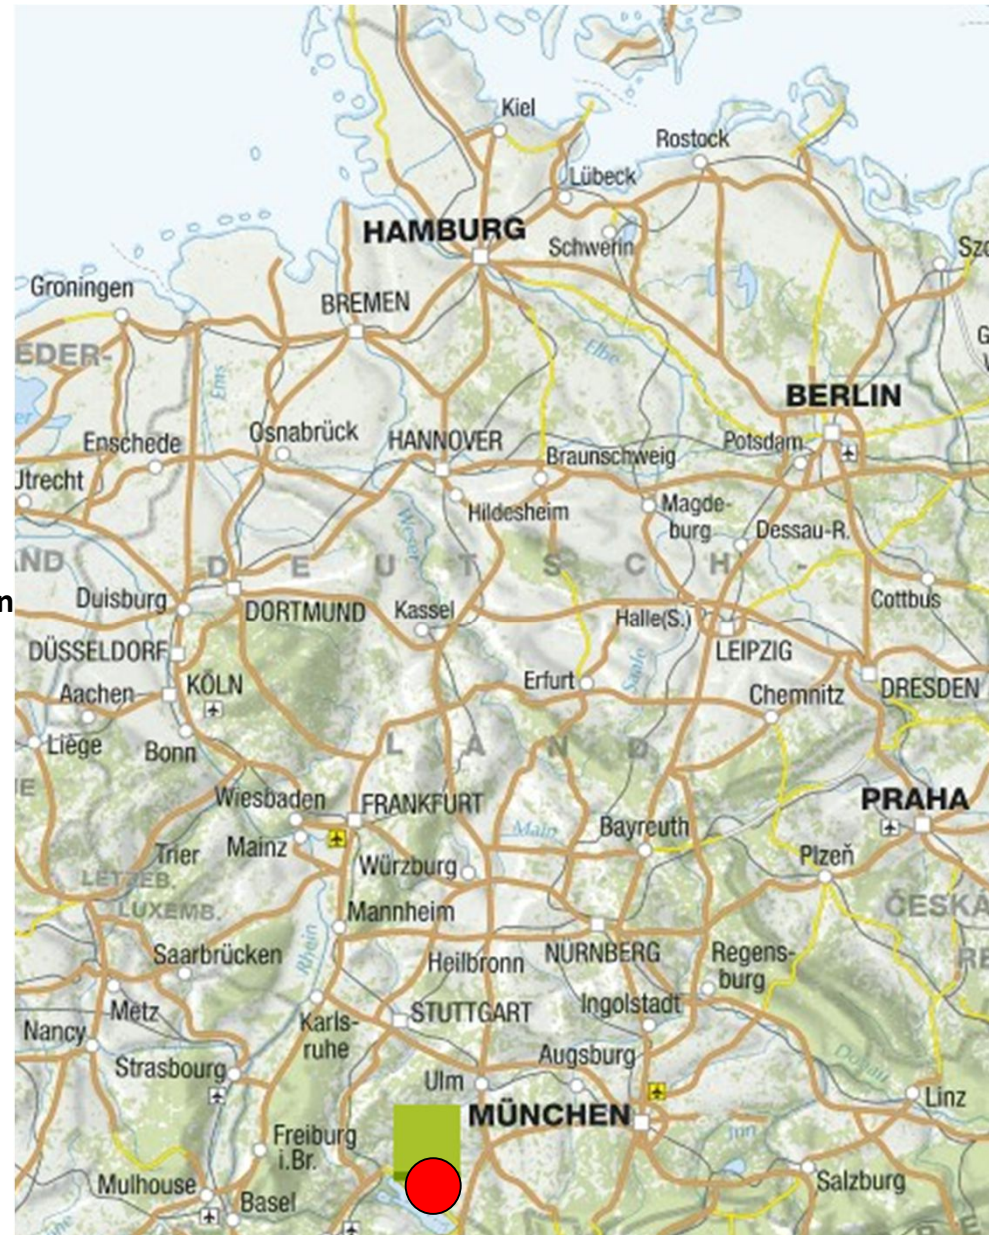 Kiel
Rostock
Lübeck
HAMBURG
Schwerin
Groningen
BREMEN
EDER-
Elbe
Ems
BERLIN
Enschede
Osnabrück
HANNOVER
Potsdam
Braunschweig
Utrecht
Hildesheim
Magde-
burg
Dessau-R.
Weser
AND
D E U T S C H -
n
Duisburg
DORTMUND
Kassel
Halle(S.)
Cottbus
DÜSSELDORF
LEIPZIG
Saale
Aachen
KÖLN
Erfurt
Chemnitz
DRESDEN
Liège
Bonn
L A N D
Wiesbaden
FRANKFURT
PRAHA
Mainz
Main
Bayreuth
Trier
Würzburg
Plzeň
LETZEB.
LUXEMB.
Mannheim
ČESKÁ
Saarbrücken
Rhein
Heilbronn
NÜRNBERG
Regens-
burg
RE
Metz
Karls-
ruhe
STUTTGART
Ingolstadt
Nancy
Strasbourg
Augsburg
Donau
Ulm
MÜNCHEN
Linz
Inn
Freiburg
i.Br.
Mulhouse
Basel
Salzburg